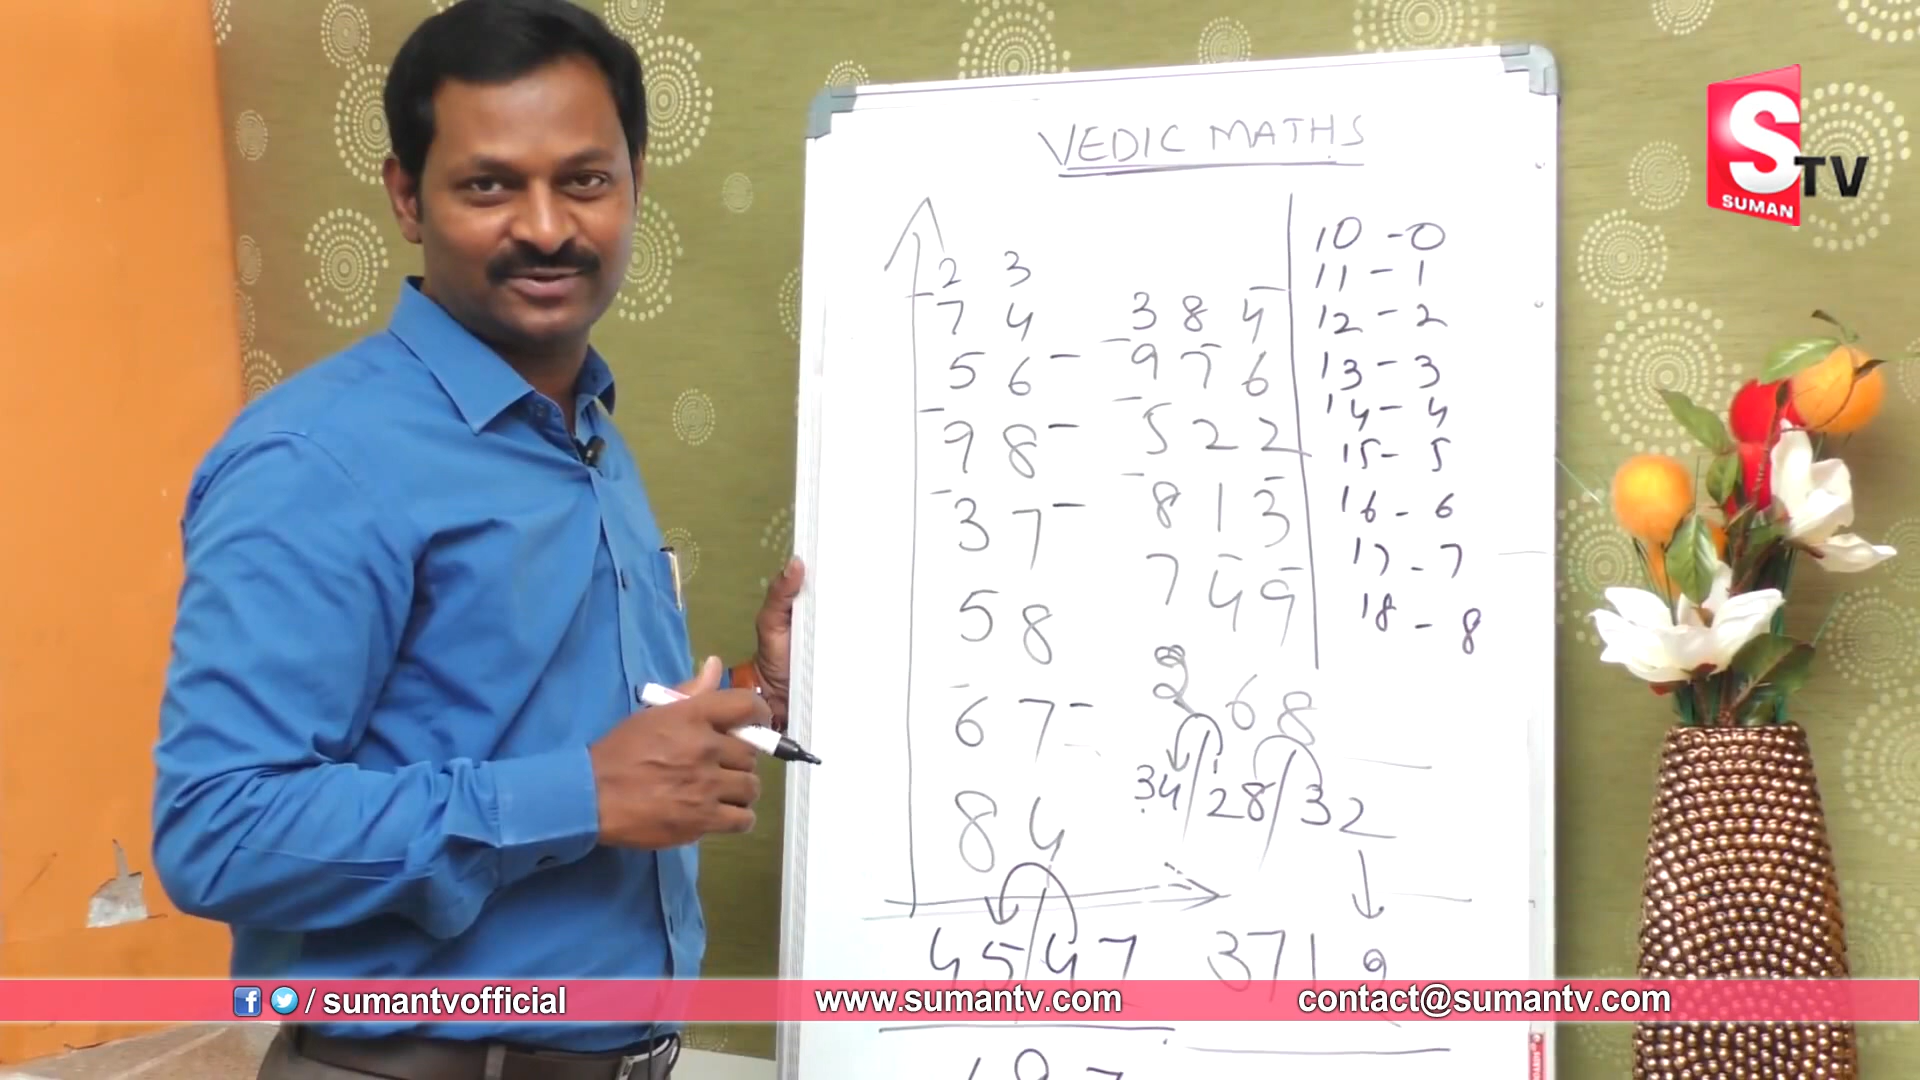 VEDIC MATHS
S TV
SUMAN
2 3
7 4
5 6
9 8
3 7
5 8
6 7
8 4
45/47
3 8 4
9 7 6
5 2 2
8 1 3
7 4 9
6 8
34/28/32
371
10 - 0
11 - 1
12 - 2
13 - 3
14 - 4
15 - 5
16 - 6
17 - 7
18 - 8
/ sumantvofficial
www.sumantv.com
contact@sumantv.com